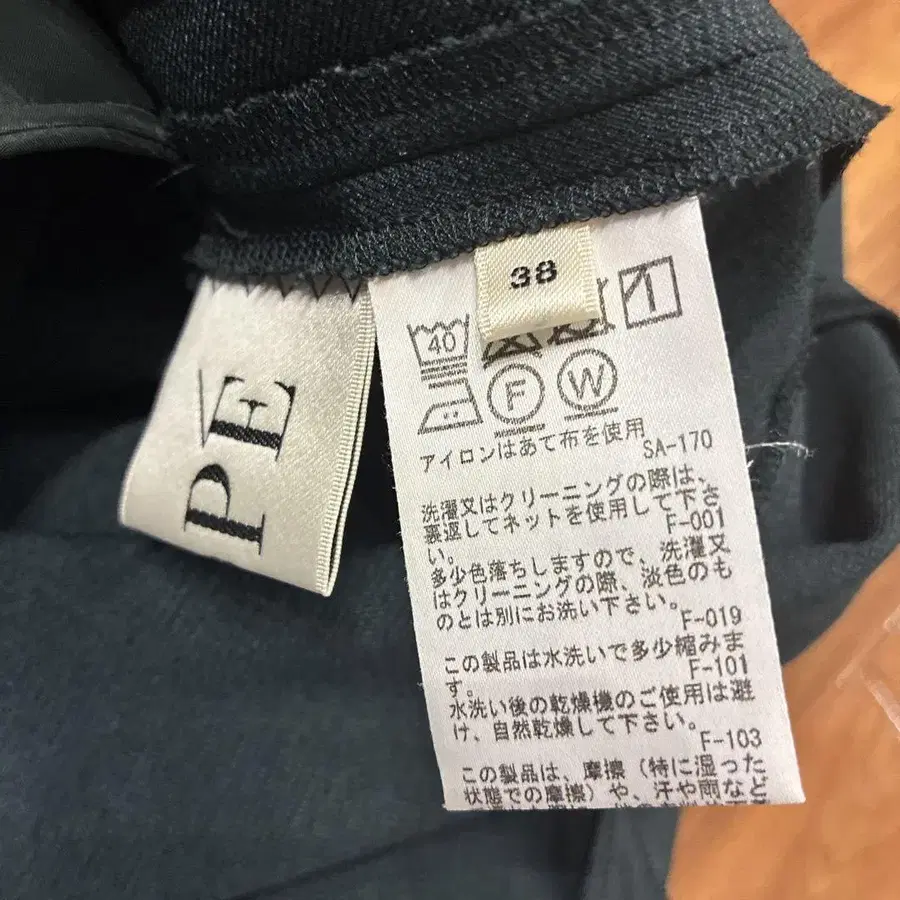 PÉ
38
40
F
W
アイロンはあて布を使用
SA-170
洗濯又はクリーニングの際は、
裏返してネットを使用して下さ
い。
F-001
多少色落ちしますので、洗濯又
はクリーニングの際、淡色のも
のとは別にお洗い下さい。
F-019
この製品は水洗いで多少縮みま
す。
F-101
水洗い後の乾燥機のご使用は避
け、自然乾燥して下さい。
F-103
この製品は、摩擦（特に湿った
状態での摩擦）や、汗や雨など